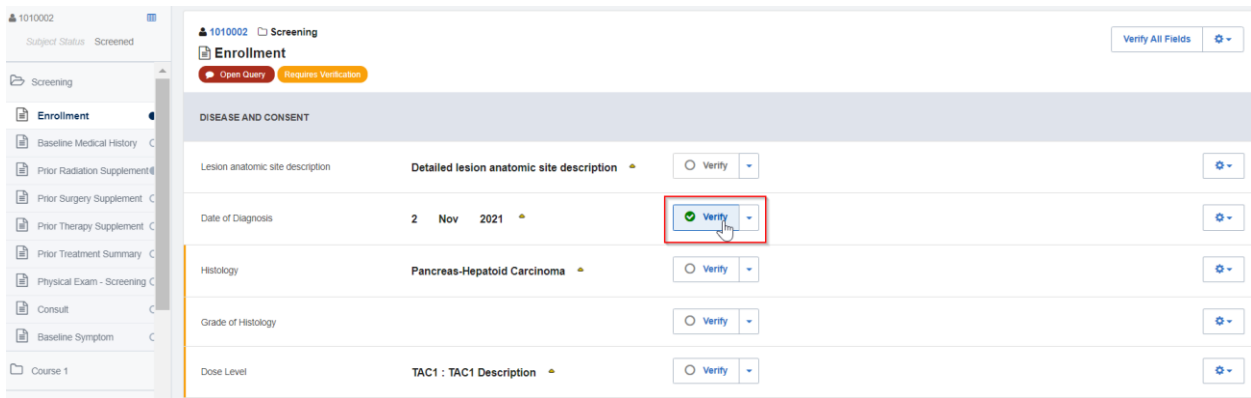 1010002
Subject Status Screened
Screening
Enrollment
Baseline Medical History
Prior Radiation Supplement
Prior Surgery Supplement
Prior Therapy Supplement
Prior Treatment Summary
Physical Exam - Screening
Consult
Baseline Symptom
Course 1
1010002 Screening
Enrollment
Open Query Requires Verification
Verify All Fields
DISEASE AND CONSENT
Lesion anatomic site description Detailed lesion anatomic site description Verify
Date of Diagnosis 2 Nov 2021 Verify
Histology Pancreas-Hepatoid Carcinoma Verify
Grade of Histology Verify
Dose Level TAC1 : TAC1 Description Verify